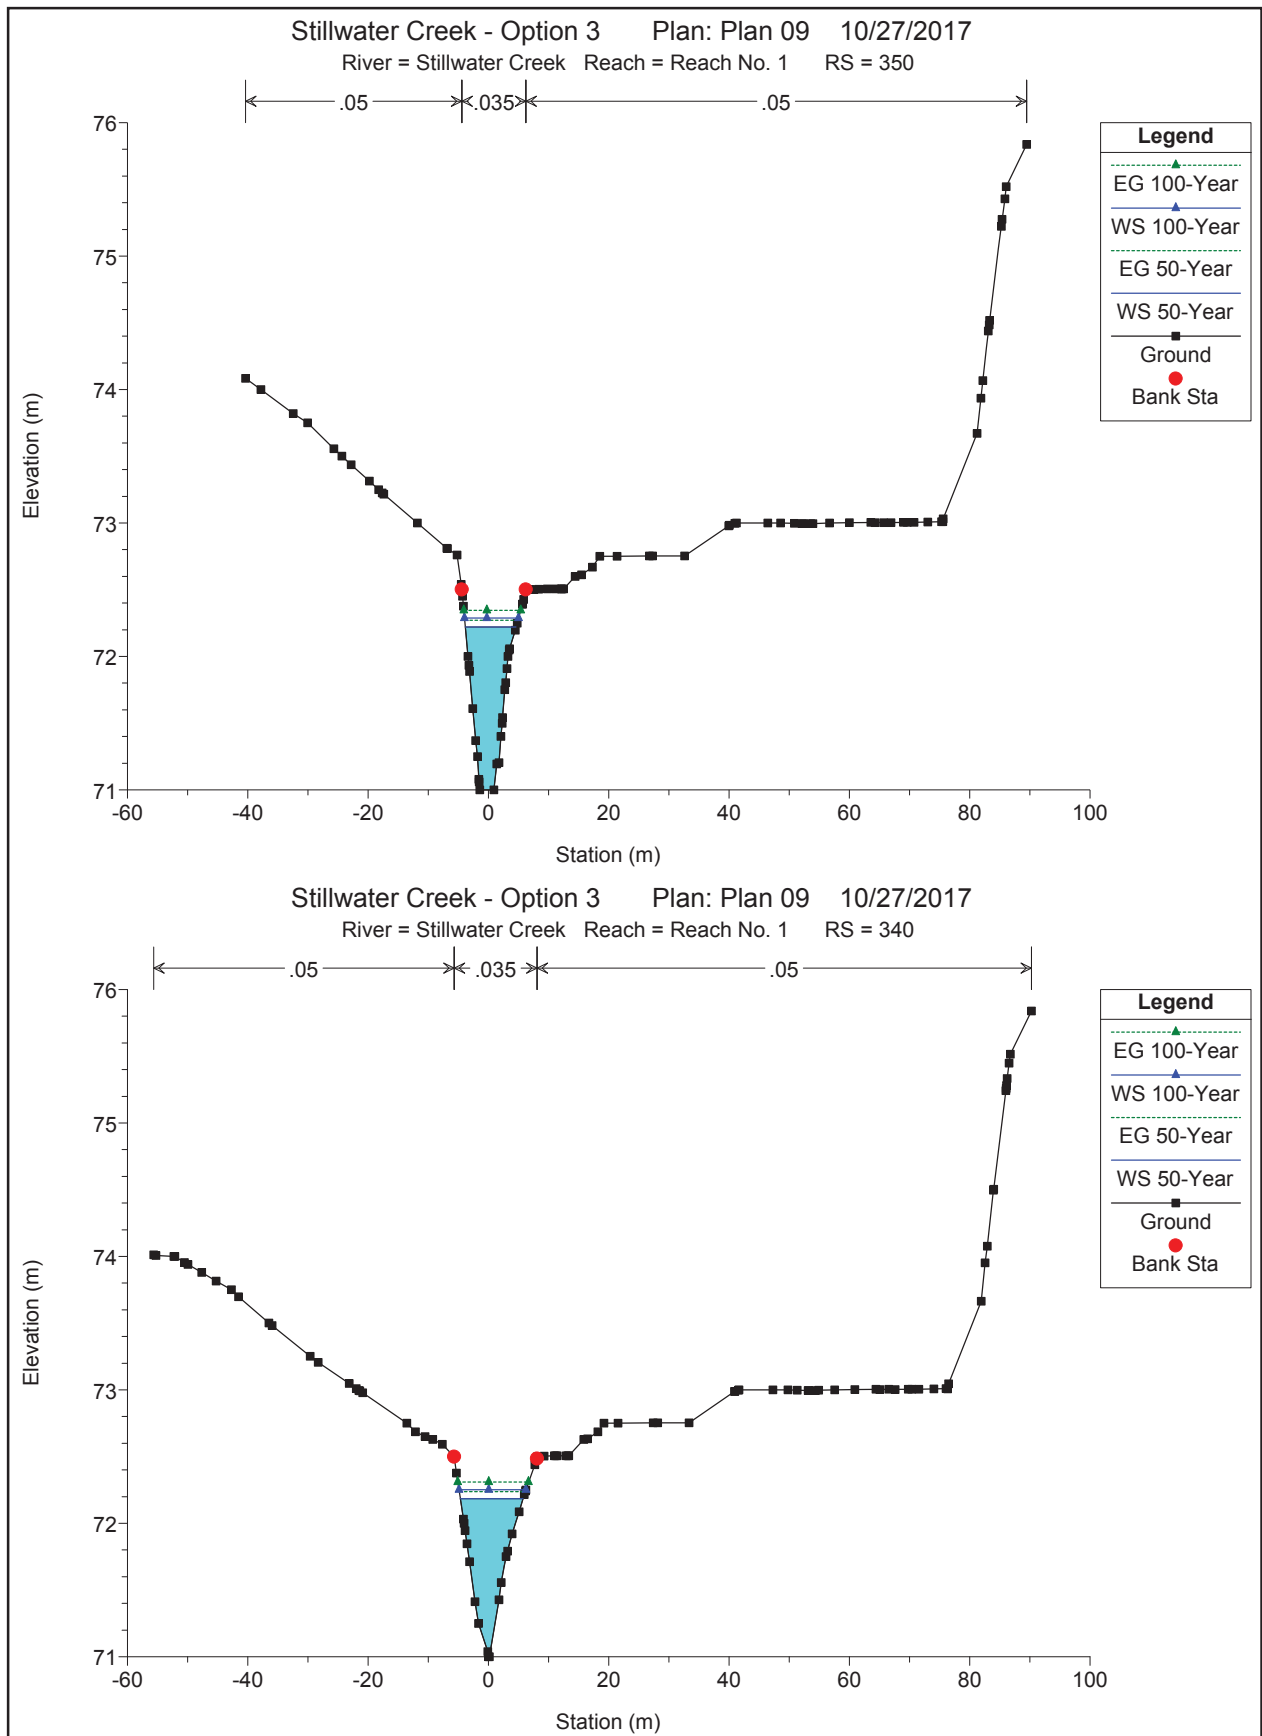 Stillwater Creek - Option 3 Plan: Plan 09 10/27/2017
River = Stillwater Creek Reach = Reach No. 1 RS = 350
.05 .035 .05
76
75
74
73
72
71
Elevation (m)
-60 -40 -20 0 20 40 60 80 100
Station (m)
Legend
EG 100-Year
WS 100-Year
EG 50-Year
WS 50-Year
Ground
Bank Sta
Stillwater Creek - Option 3 Plan: Plan 09 10/27/2017
River = Stillwater Creek Reach = Reach No. 1 RS = 340
.05 .035 .05
76
75
74
73
72
71
Elevation (m)
-60 -40 -20 0 20 40 60 80 100
Station (m)
Legend
EG 100-Year
WS 100-Year
EG 50-Year
WS 50-Year
Ground
Bank Sta